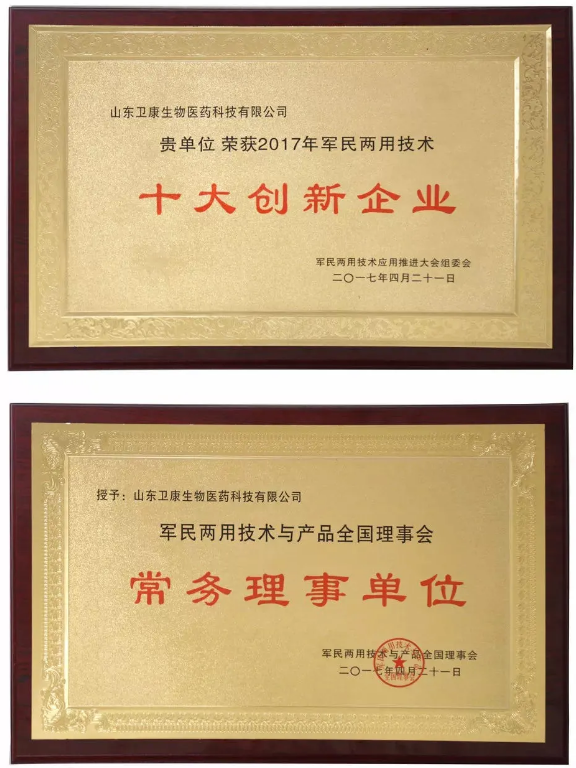 山东卫康生物医药科技有限公司
贵单位 荣获2017年军民两用技术
十大创新企业
军民两用技术应用推进大会组委会
二〇一七年四月二十一日
授予：山东卫康生物医药科技有限公司
军民两用技术与产品全国理事会
常务理事单位
军民两用技术与产品全国理事会
二〇一七年四月二十一日
全国理事会